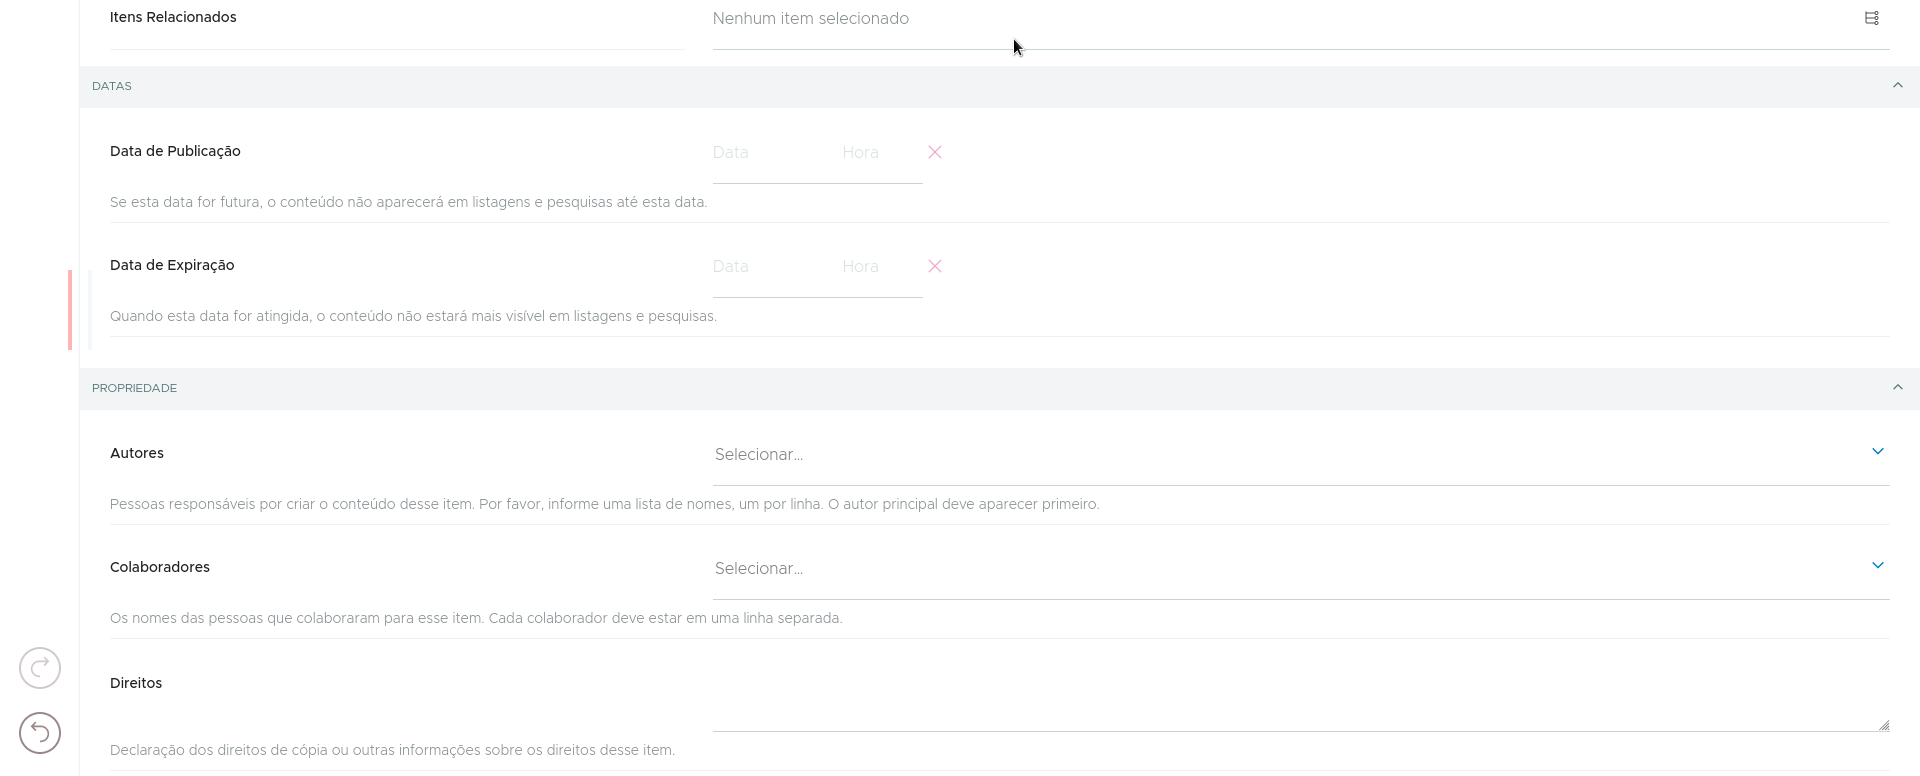 Itens Relacionados
Nenhum item selecionado
DATAS
Data de Publicação
Data
Hora
Se esta data for futura, o conteúdo não aparecerá em listagens e pesquisas até esta data.
Data de Expiração
Data
Hora
Quando esta data for atingida, o conteúdo não estará mais visível em listagens e pesquisas.
PROPRIEDADE
Autores
Selecionar...
Pessoas responsáveis por criar o conteúdo desse item. Por favor, informe uma lista de nomes, um por linha. O autor principal deve aparecer primeiro.
Colaboradores
Selecionar...
Os nomes das pessoas que colaboraram para esse item. Cada colaborador deve estar em uma linha separada.
Direitos
Declaração dos direitos de cópia ou outras informações sobre os direitos desse item.